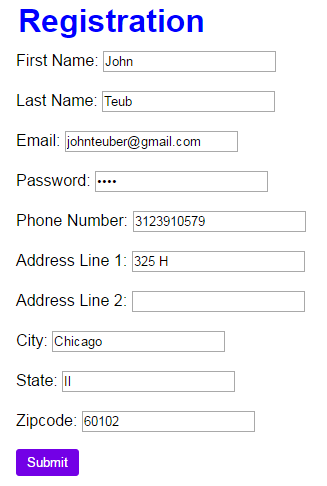 Registration
First Name: John
Last Name: Teub
Email: johnteuber@gmail.com
Password: ••••
Phone Number: 3123910579
Address Line 1: 325 H
Address Line 2:
City: Chicago
State: Il
Zipcode: 60102
Submit